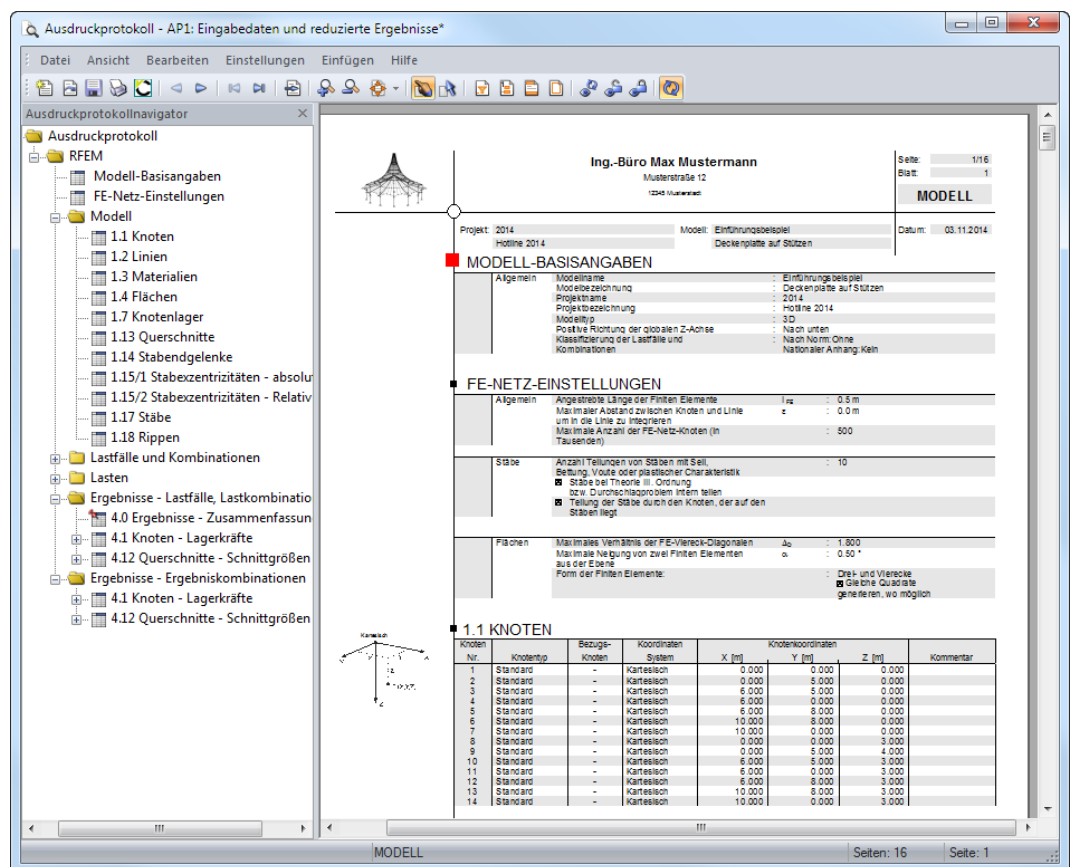 Ausdruckprotokoll - AP1: Eingabedaten und reduzierte Ergebnisse*
Datei Ansicht Bearbeiten Einstellungen Einfügen Hilfe
Ausdruckprotokollnavigator
Ausdruckprotokoll
RFEM
Modell-Basisangaben
FE-Netz-Einstellungen
Modell
1.1 Knoten
1.2 Linien
1.3 Materialien
1.4 Flächen
1.7 Knotenlager
1.13 Querschnitte
1.14 Stabendgelenke
1.15/1 Stabexzentrizitäten - absolu
1.15/2 Stabexzentrizitäten - Relativ
1.17 Stäbe
1.18 Rippen
Lastfälle und Kombinationen
Lasten
Ergebnisse - Lastfälle, Lastkombinatio
4.0 Ergebnisse - Zusammenfassun
4.1 Knoten - Lagerkräfte
4.12 Querschnitte - Schnittgrößen
Ergebnisse - Ergebniskombinationen
4.1 Knoten - Lagerkräfte
4.12 Querschnitte - Schnittgrößen
Ing.-Büro Max Mustermann
Musterstraße 12
12345 Musterstadt
Seite: 1/16
Blatt: 1
MODELL
Projekt: 2014 Modell: Einführungsbeispiel Datum: 03.11.2014
Hotline 2014 Deckenplatte auf Stützen
MODELL-BASISANGABEN
Allgemein Modellname : Einführungsbeispiel
Modellbezeichnung : Deckenplatte auf Stützen
Projektname : 2014
Projektbezeichnung : Hotline 2014
Modelltyp : 3D
Positive Richtung der globalen Z-Achse : Nach unten
Klassifizierung der Lastfälle und : Nach Norm: Ohne
Kombinationen Nationaler Anhang: Kein
FE-NETZ-EINSTELLUNGEN
Allgemein Angestrebte Länge der Finiten Elemente l FE : 0.5 m
Maximaler Abstand zwischen Knoten und Linie ε : 0.0 m
um in die Linie zu integrieren
Maximale Anzahl der FE-Netz-Knoten (in : 500
Tausenden)
Stäbe Anzahl Teilungen von Stäben mit Seil, : 10
Bettung, Voute oder plastischer Charakteristik
Stäbe bei Theorie III. Ordnung
bzw. Durchschlagproblem intern teilen
Teilung der Stäbe durch den Knoten, der auf den
Stäben liegt
Flächen Maximales Verhältnis der FE-Viereck-Diagonalen ΔD : 1.800
Maximale Neigung von zwei Finiten Elementen α : 0.50 °
aus der Ebene
Form der Finiten Elemente: : Drei- und Vierecke
Gleiche Quadrate
generieren, wo möglich
1.1 KNOTEN
Kartesisch
Knoten Bezugs- Koordinaten Knotenkoordinaten
Nr. Knotentyp Knoten System X [m] Y [m] Z [m] Kommentar
1 Standard - Kartesisch 0.000 0.000 0.000
2 Standard - Kartesisch 0.000 5.000 0.000
3 Standard - Kartesisch 6.000 5.000 0.000
4 Standard - Kartesisch 6.000 0.000 0.000
5 Standard - Kartesisch 6.000 8.000 0.000
6 Standard - Kartesisch 10.000 8.000 0.000
7 Standard - Kartesisch 10.000 0.000 0.000
8 Standard - Kartesisch 0.000 0.000 3.000
9 Standard - Kartesisch 0.000 5.000 4.000
10 Standard - Kartesisch 6.000 5.000 3.000
11 Standard - Kartesisch 6.000 0.000 3.000
12 Standard - Kartesisch 6.000 8.000 3.000
13 Standard - Kartesisch 10.000 8.000 3.000
14 Standard - Kartesisch 10.000 0.000 3.000
MODELL Seiten: 16 Seite: 1